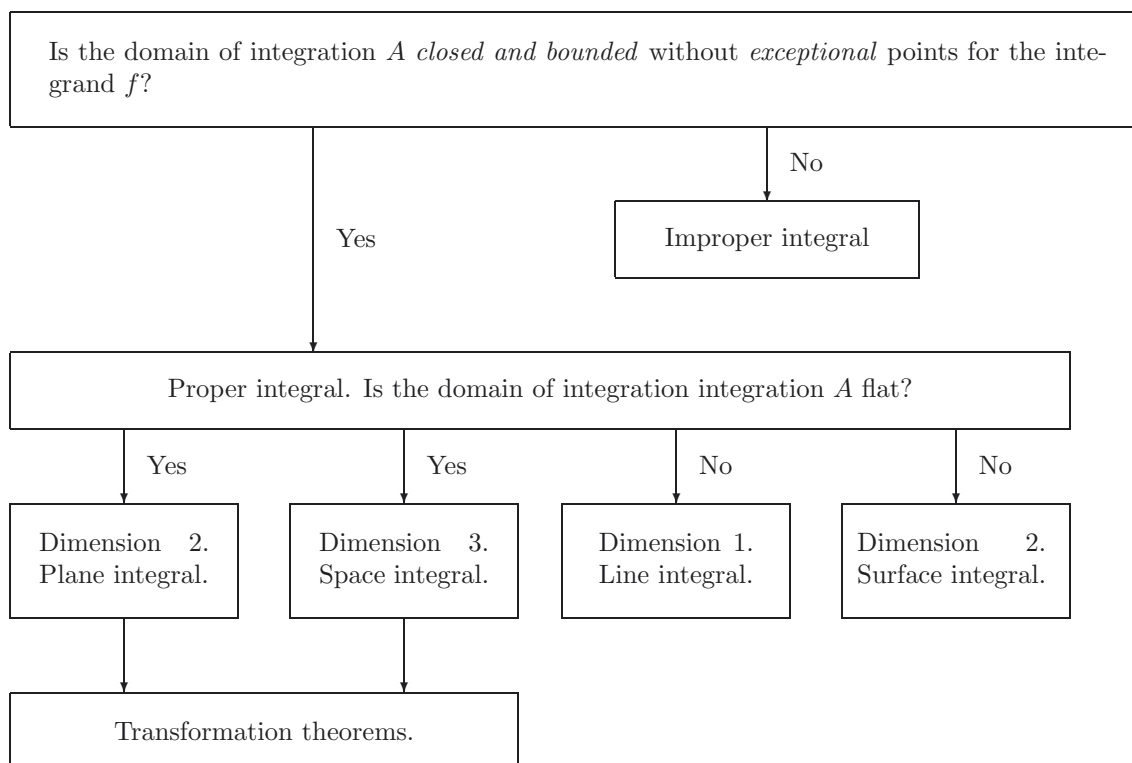 Is the domain of integration A closed and bounded without exceptional points for the inte-
grand f?
No
Improper integral
Yes
Proper integral. Is the domain of integration integration A flat?
Yes
Yes
No
No
Dimension 2.
Plane integral.
Dimension 3.
Space integral.
Dimension 1.
Line integral.
Dimension 2.
Surface integral.
Transformation theorems.